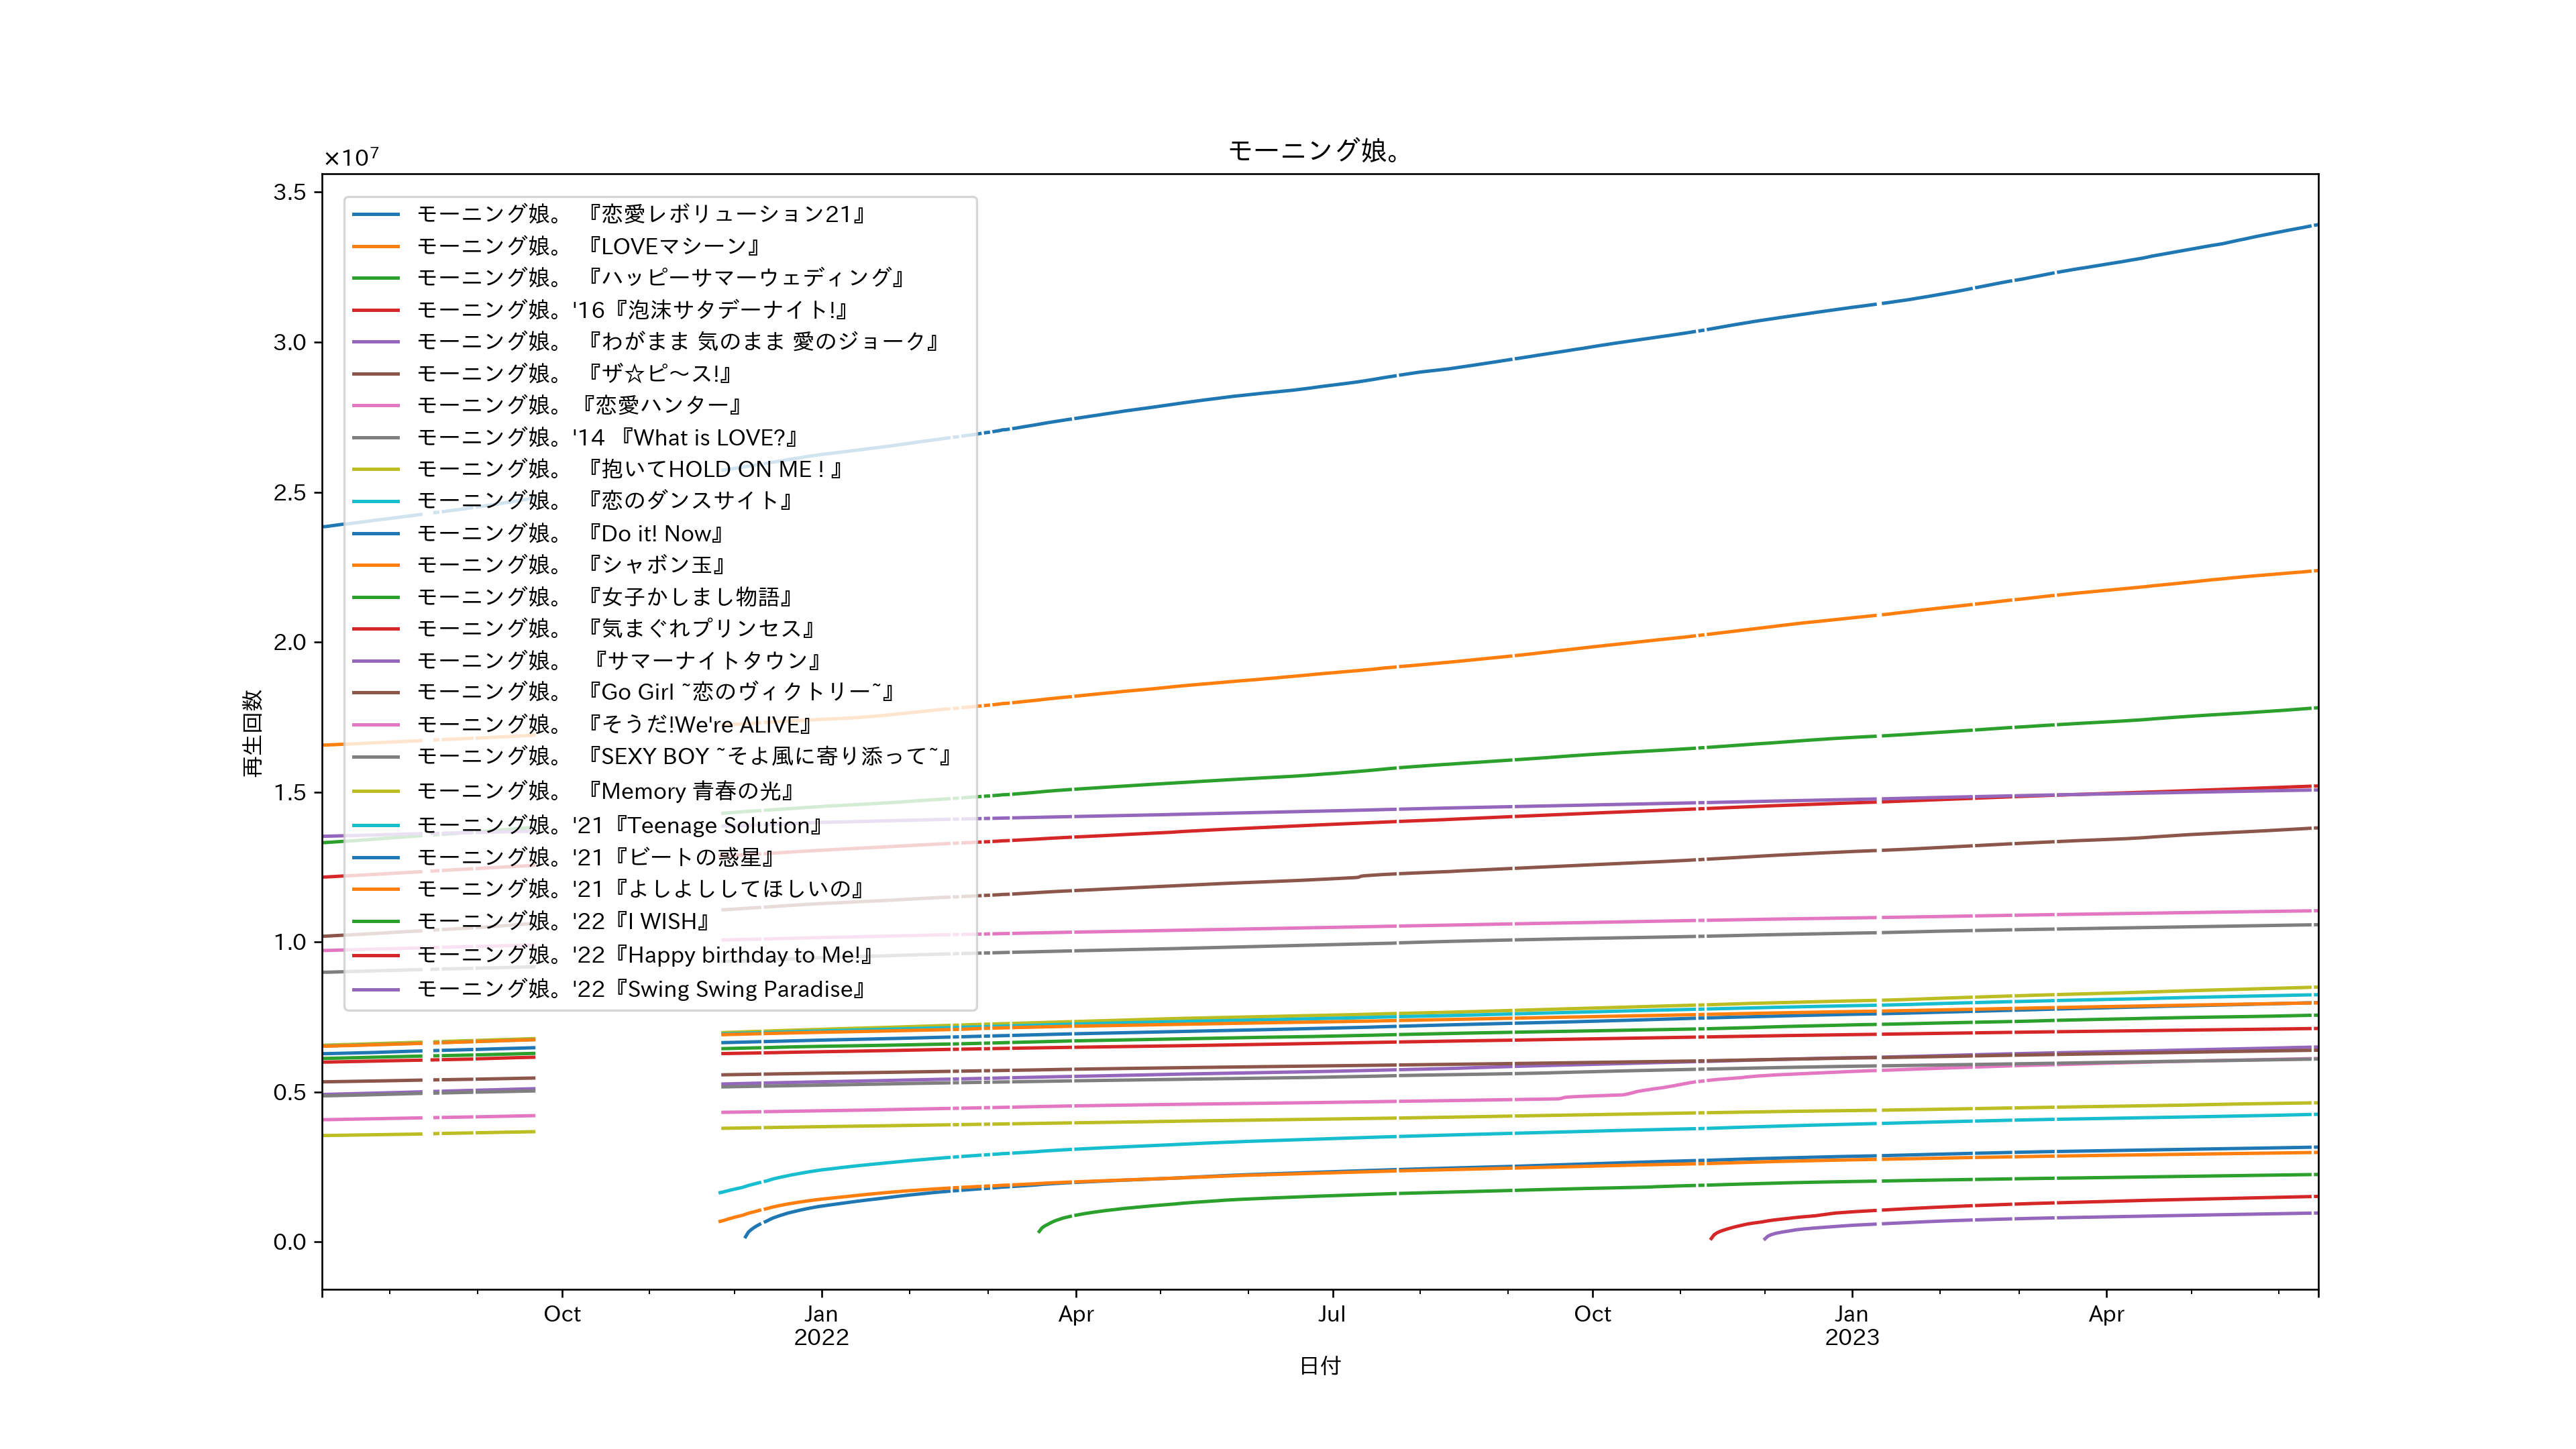 モーニング娘。
×10⁷
3.5
3.0
2.5
2.0
1.5
1.0
0.5
0.0
再生回数
モーニング娘。 『恋愛レボリューション21』
モーニング娘。 『LOVEマシーン』
モーニング娘。 『ハッピーサマーウェディング』
モーニング娘。'16『泡沫サタデーナイト!』
モーニング娘。 『わがまま 気のまま 愛のジョーク』
モーニング娘。 『ザ☆ピ〜ス!』
モーニング娘。『恋愛ハンター』
モーニング娘。'14 『What is LOVE?』
モーニング娘。 『抱いてHOLD ON ME ! 』
モーニング娘。 『恋のダンスサイト』
モーニング娘。 『Do it! Now』
モーニング娘。 『シャボン玉』
モーニング娘。 『女子かしまし物語』
モーニング娘。 『気まぐれプリンセス』
モーニング娘。 『サマーナイトタウン』
モーニング娘。 『Go Girl ~恋のヴィクトリー~』
モーニング娘。 『そうだ!We're ALIVE』
モーニング娘。 『SEXY BOY ~そよ風に寄り添って~』
モーニング娘。 『Memory 青春の光』
モーニング娘。'21『Teenage Solution』
モーニング娘。'21『ビートの惑星』
モーニング娘。'21『よしよししてほしいの』
モーニング娘。'22『I WISH』
モーニング娘。'22『Happy birthday to Me!』
モーニング娘。'22『Swing Swing Paradise』
Oct Jan Apr Jul Oct Jan Apr
2022 2023
日付